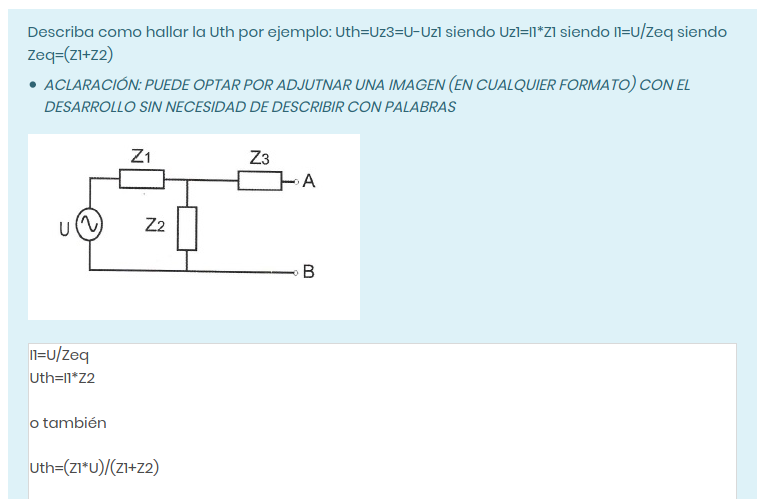 Describa como hallar la Uth por ejemplo: Uth=Uz3=U-Uz1 siendo Uz1=I1*Z1 siendo I1=U/Zeq siendo
Zeq=(Z1+Z2)
• ACLARACIÓN: PUEDE OPTAR POR ADJUTNAR UNA IMAGEN (EN CUALQUIER FORMATO) CON EL
DESARROLLO SIN NECESIDAD DE DESCRIBIR CON PALABRAS
Z1
Z3
A
U
Z2
B
I1=U/Zeq
Uth=I1*Z2
o también
Uth=(Z1*U)/(Z1+Z2)